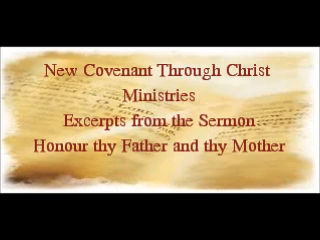 New Covenant Through Christ
Ministries
Excerpts from the Sermon
Honour thy Father and thy Mother